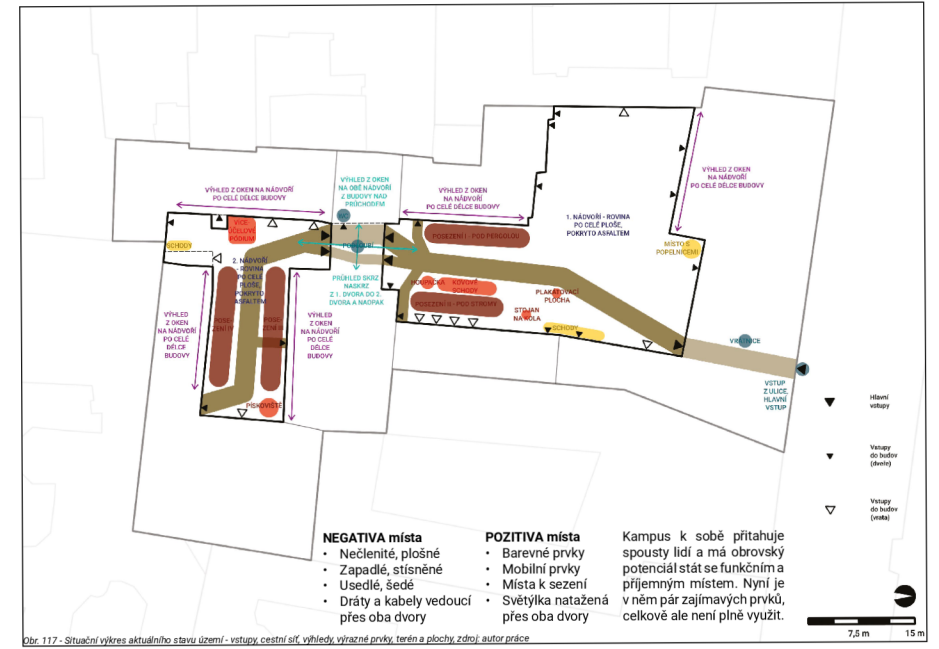 VÝHLED Z OKEN NA NÁDVOŘÍ
PO CELÉ DÉLCE BUDOVY
VÝHLED Z OKEN
NA OBĚ NÁDVOŘÍ
Z BUDOVY NAD
PRŮCHODEM
VÝHLED Z OKEN
NA NÁDVOŘÍ
PO CELÉ DÉLCE BUDOVY
VÝHLED Z OKEN
NA NÁDVOŘÍ
PO CELÉ DÉLCE BUDOVY
WC
VÍCE-
ÚČELOVÉ
PÓDIUM
SCHODY
1. NÁDVOŘÍ - ROVINA
PO CELÉ PLOŠE,
POKRYTO ASFALTEM
POSEZENÍ I - POD PERGOLOU
MÍSTO S
POPELNICEMI
2. NÁDVOŘÍ
- ROVINA
PO CELÉ
PLOŠE,
POKRYTO
ASFALTEM
PRŮHLED SKRZ
NASKRZ
Z 1. DVORA DO 2.
DVORA A NAOPAK
HOUPAČKA
KOVOVÉ
SCHODY
PLAKÁTOVACÍ
PLOCHA
POSEZENÍ II - POD STROMY
STOJAN
NA KOLA
SCHODY
VÝHLED
Z OKEN
NA NÁDVOŘÍ
PO CELÉ
DÉLCE
BUDOVY
VÝHLED
Z OKEN
NA NÁDVOŘÍ
PO CELÉ
DÉLCE
BUDOVY
PÍSKOVIŠTĚ
VRÁTNICE
VSTUP
Z ULICE,
HLAVNÍ
VSTUP
Hlavní
vstupy
Vstupy
do budov
(dveře)
Vstupy
do budov
(vrata)
NEGATIVA místa
• Nečlenité, plošné
• Zapadlé, stísněné
• Usedlé, šedé
• Dráty a kabely vedoucí
přes oba dvory
POZITIVA místa
• Barevné prvky
• Mobilní prvky
• Místa k sezení
• Světýlka natažená
přes oba dvory
Kampus k sobě přitahuje
spousty lidí a má obrovský
potenciál stát se funkčním a
příjemným místem. Nyní je
v něm pár zajímavých prvků,
celkově ale není plně využit.
7,5 m 15 m
Obr. 117 - Situační výkres aktuálního stavu území - vstupy, cestní síť, výhledy, výrazné prvky, terén a plochy, zdroj: autor práce